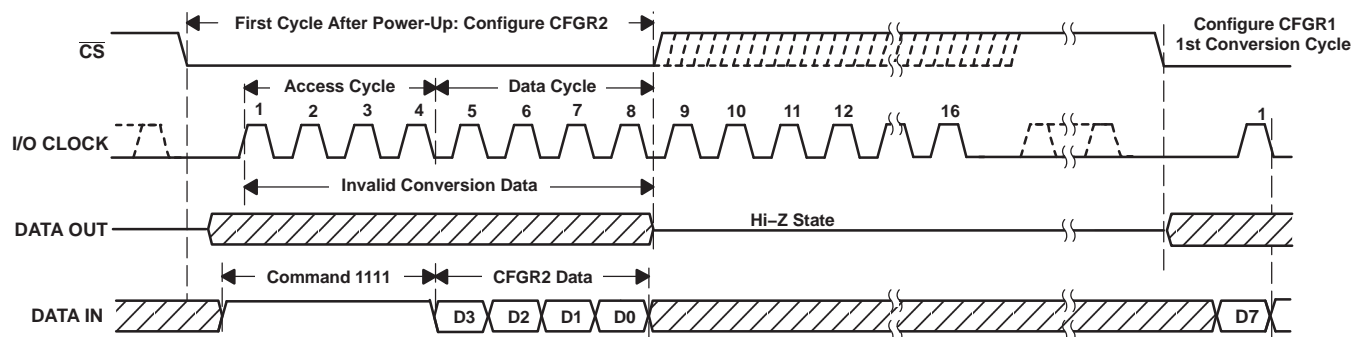 First Cycle After Power-Up: Configure CFGR2
Configure CFGR1
1st Conversion Cycle
CS
Access Cycle
Data Cycle
1 2 3 4 5 6 7 8 9 10 11 12 16 1
I/O CLOCK
Invalid Conversion Data
DATA OUT
Hi–Z State
Command 1111
CFGR2 Data
DATA IN
D3 D2 D1 D0 D7